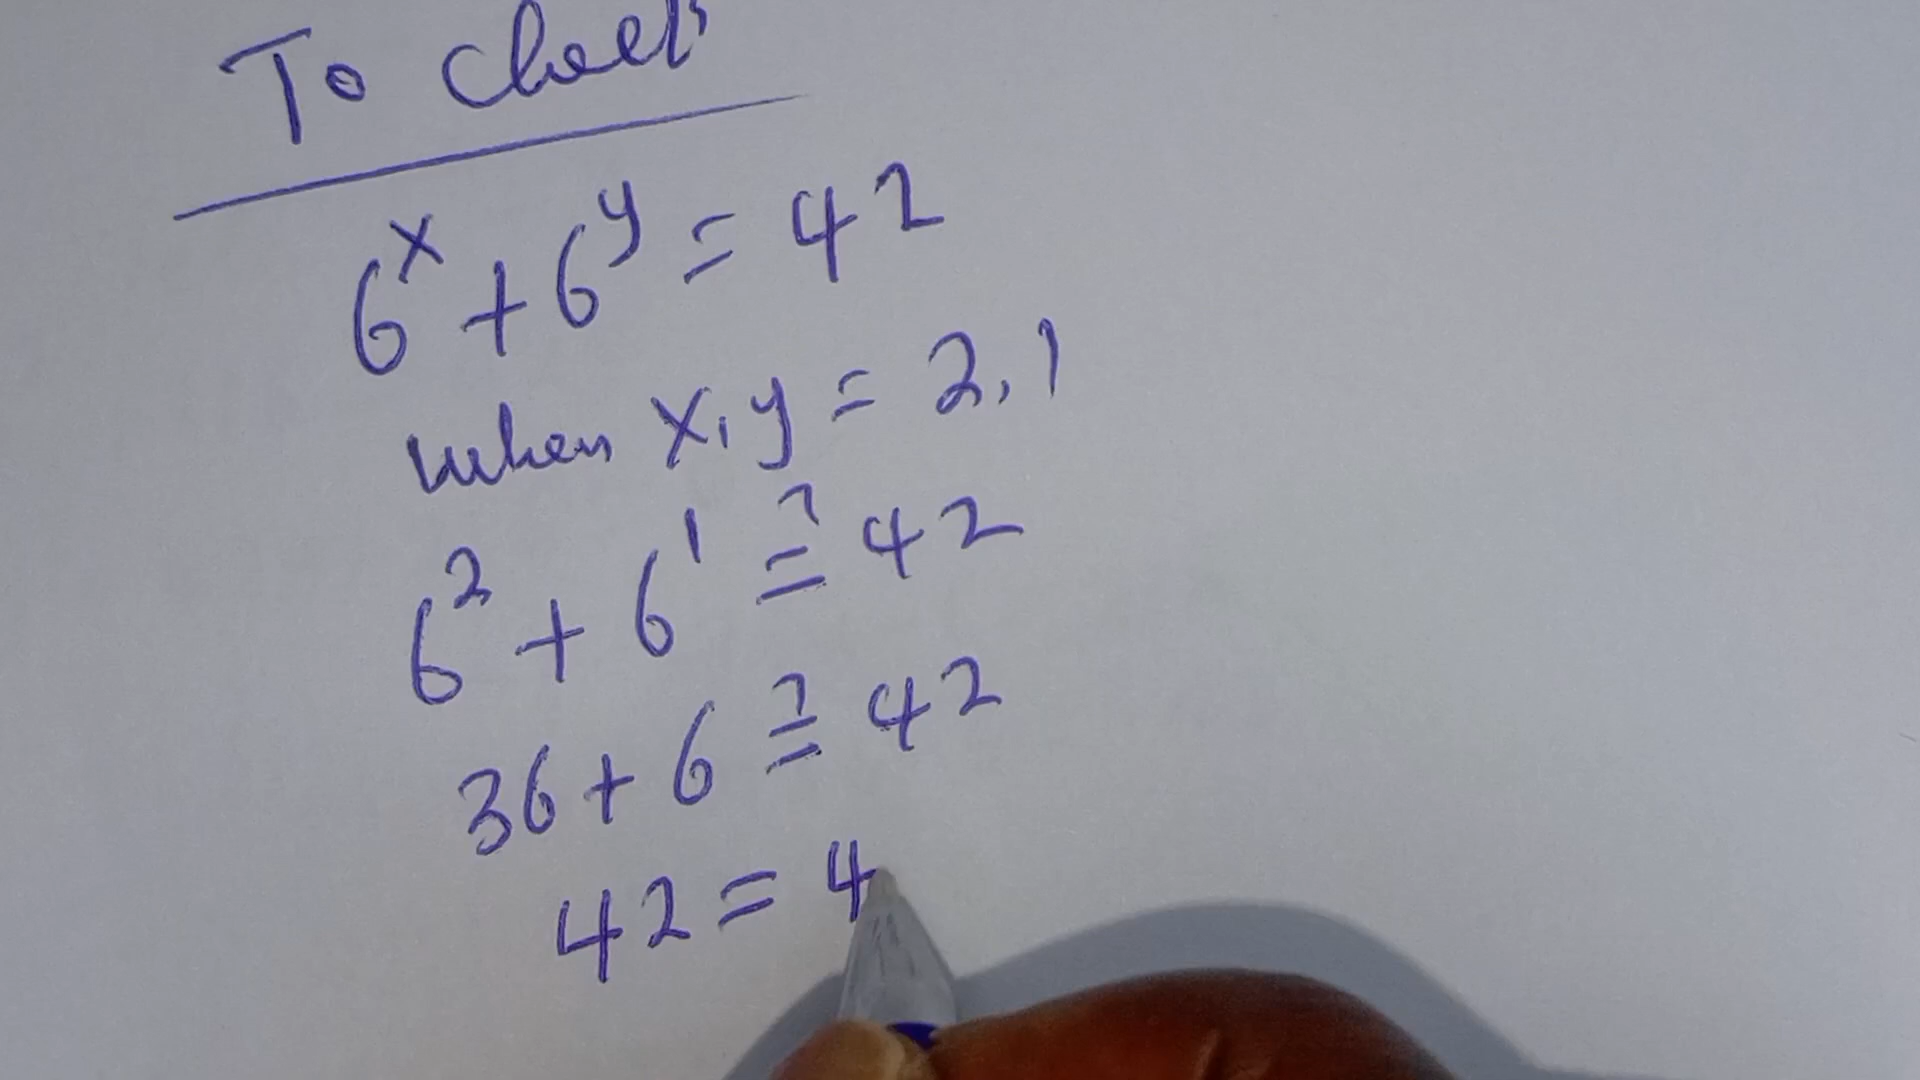 To Check
6^x + 6^y = 42
when x, y = 2, 1
6^2 + 6^1 ≟ 42
36 + 6 ≟ 42
42 = 4